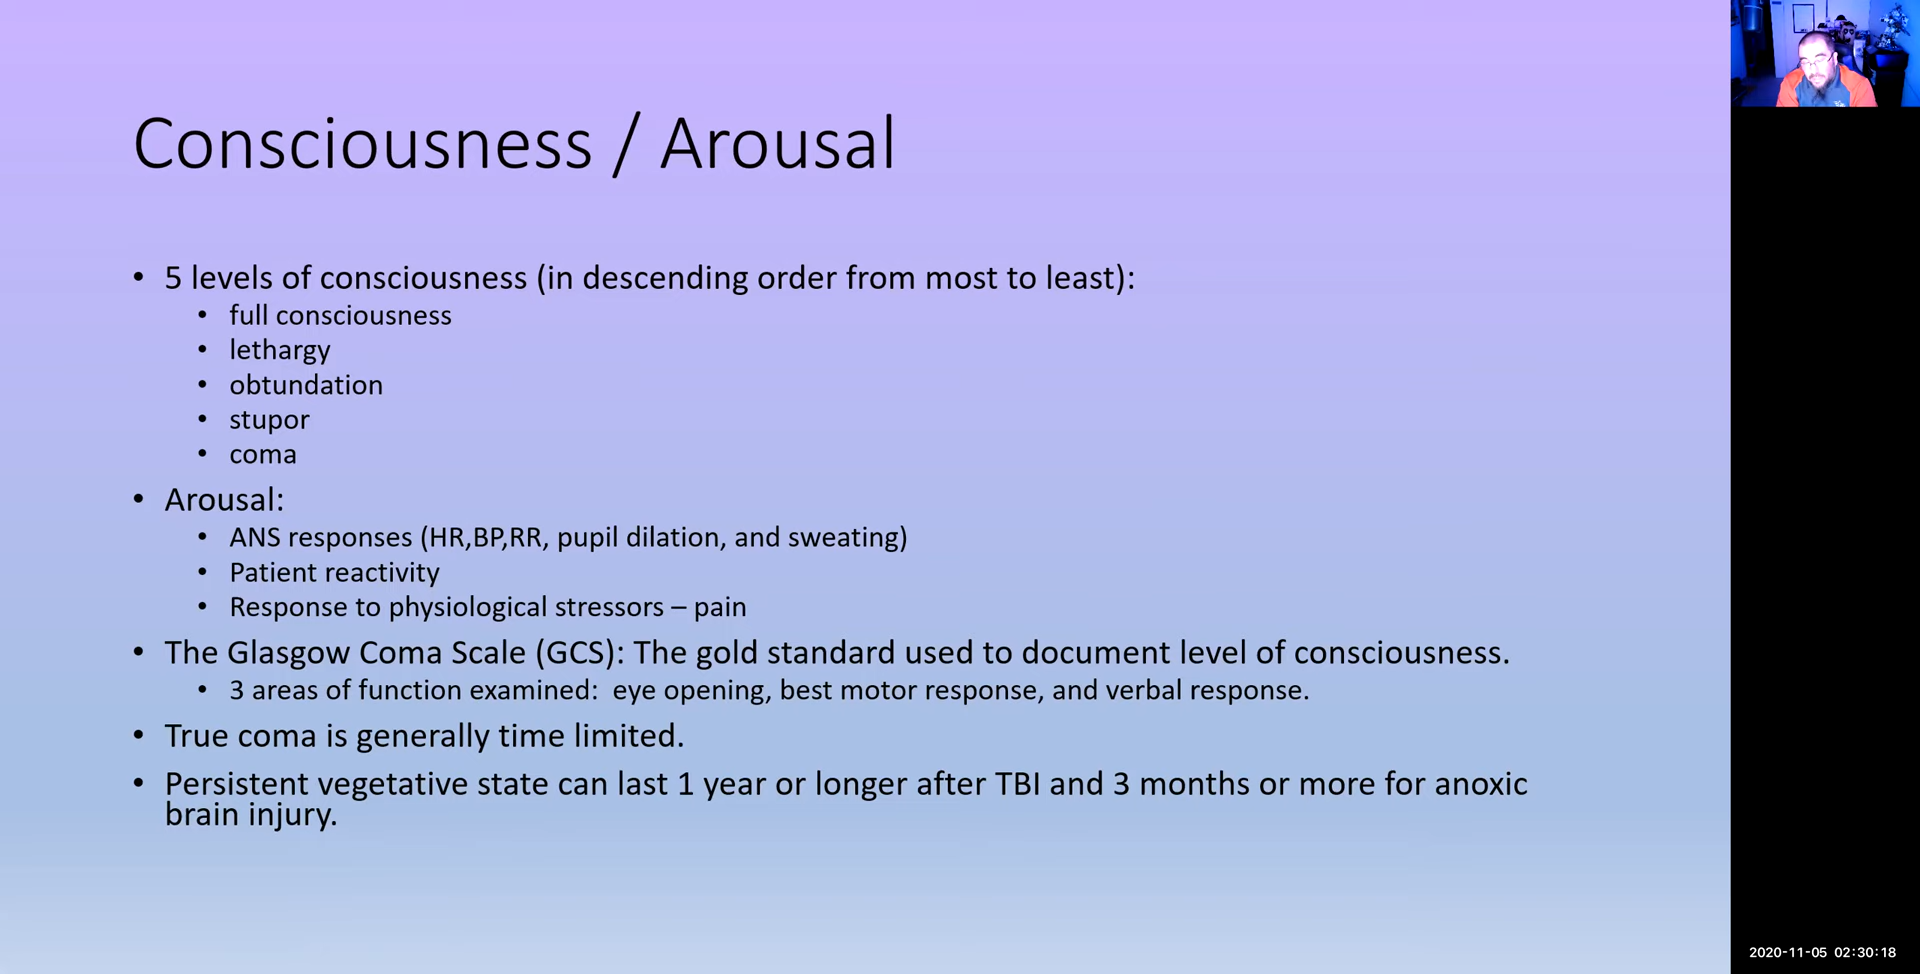 Consciousness / Arousal
• 5 levels of consciousness (in descending order from most to least):
• full consciousness
• lethargy
• obtundation
• stupor
• coma
• Arousal:
• ANS responses (HR,BP,RR, pupil dilation, and sweating)
• Patient reactivity
• Response to physiological stressors – pain
• The Glasgow Coma Scale (GCS): The gold standard used to document level of consciousness.
• 3 areas of function examined:  eye opening, best motor response, and verbal response.
• True coma is generally time limited.
• Persistent vegetative state can last 1 year or longer after TBI and 3 months or more for anoxic
brain injury.
2020-11-05 02:30:18